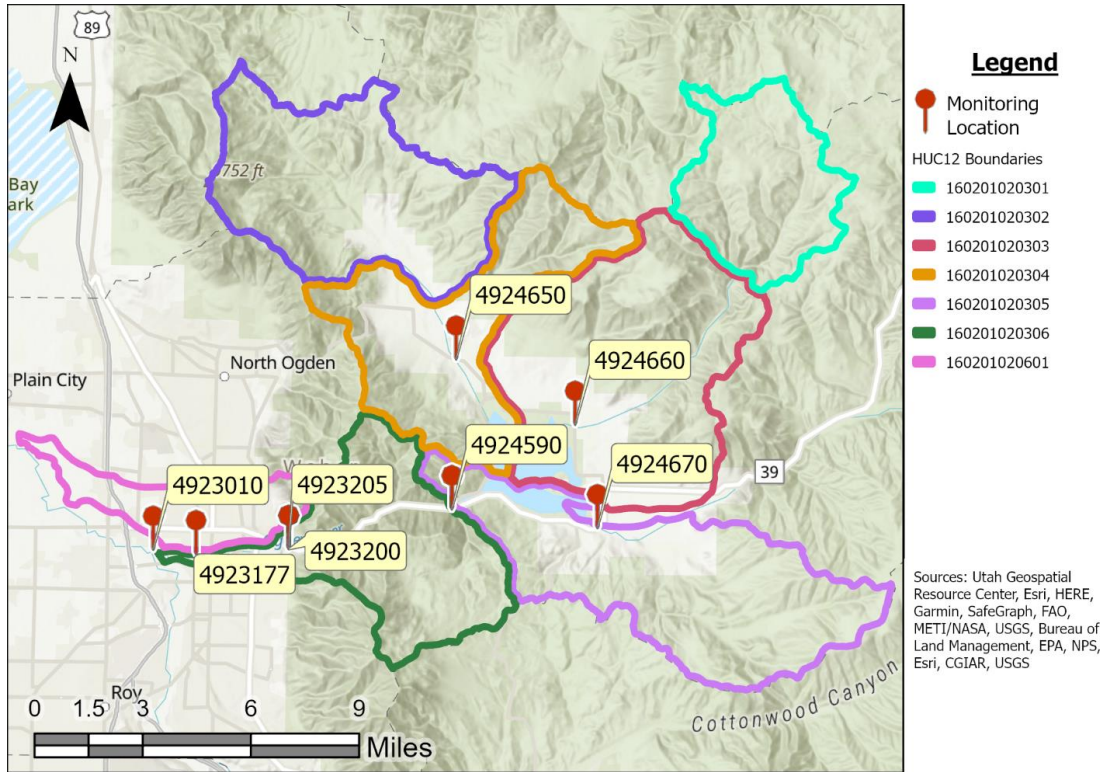 89
N
Bay
ark
752 ft
4924650
North Ogden
4924660
Plain City
4924590
4924670
39
4923010
4923205
4923200
4923177
Roy
0 1.5 3 6 9
Miles
Cottonwood Canyon
Legend
Monitoring
Location
HUC12 Boundaries
160201020301
160201020302
160201020303
160201020304
160201020305
160201020306
160201020601
Sources: Utah Geospatial
Resource Center, Esri, HERE,
Garmin, SafeGraph, FAO,
METI/NASA, USGS, Bureau of
Land Management, EPA, NPS,
Esri, CGIAR, USGS